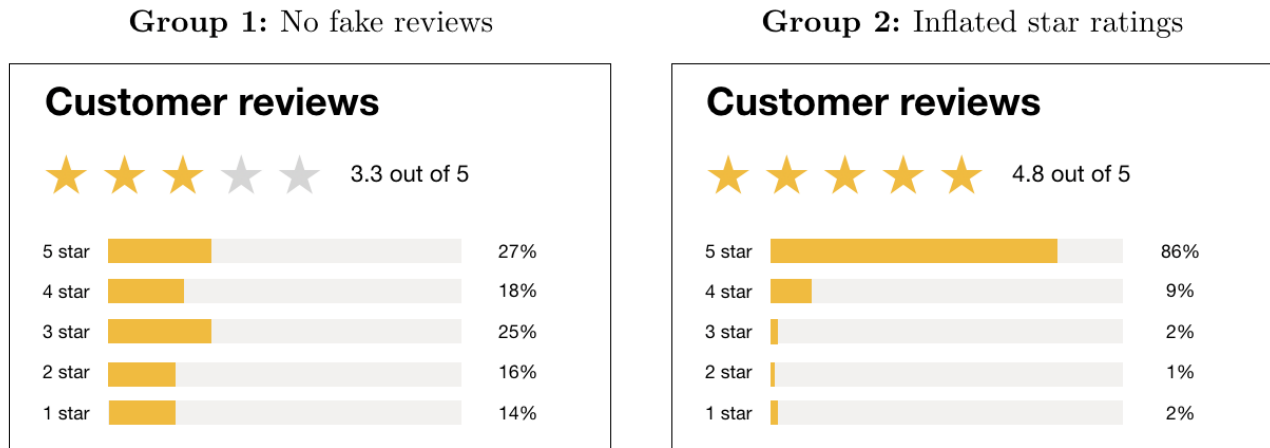 Group 1: No fake reviews
Customer reviews
3.3 out of 5
5 star 27%
4 star 18%
3 star 25%
2 star 16%
1 star 14%
Group 2: Inflated star ratings
Customer reviews
4.8 out of 5
5 star 86%
4 star 9%
3 star 2%
2 star 1%
1 star 2%